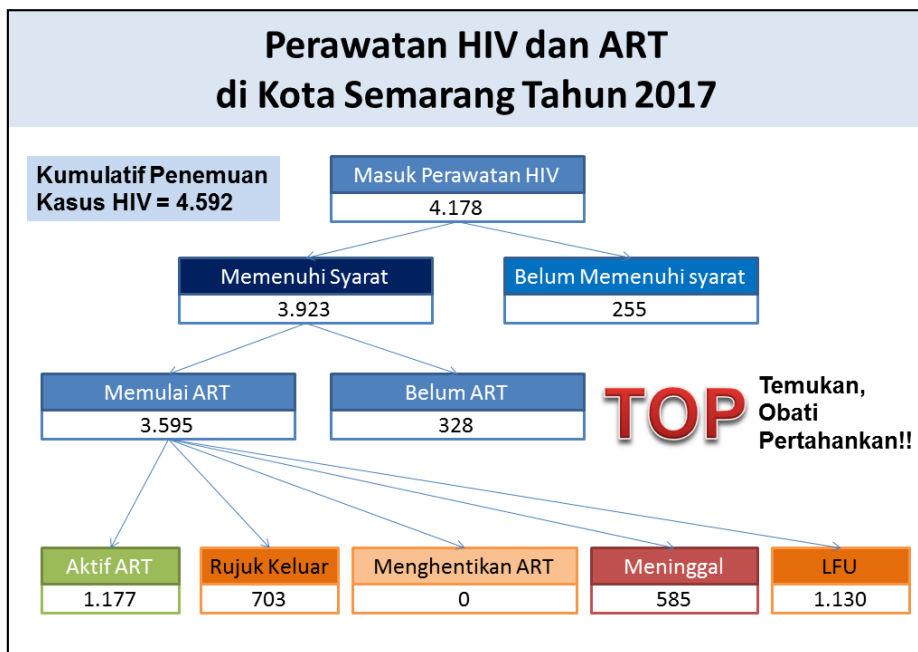 Perawatan HIV dan ART
di Kota Semarang Tahun 2017
Kumulatif Penemuan
Kasus HIV = 4.592
Masuk Perawatan HIV
4.178
Memenuhi Syarat
3.923
Belum Memenuhi syarat
255
Memulai ART
3.595
Belum ART
328
TOP
Temukan,
Obati
Pertahankan!!
Aktif ART
1.177
Rujuk Keluar
703
Menghentikan ART
0
Meninggal
585
LFU
1.130